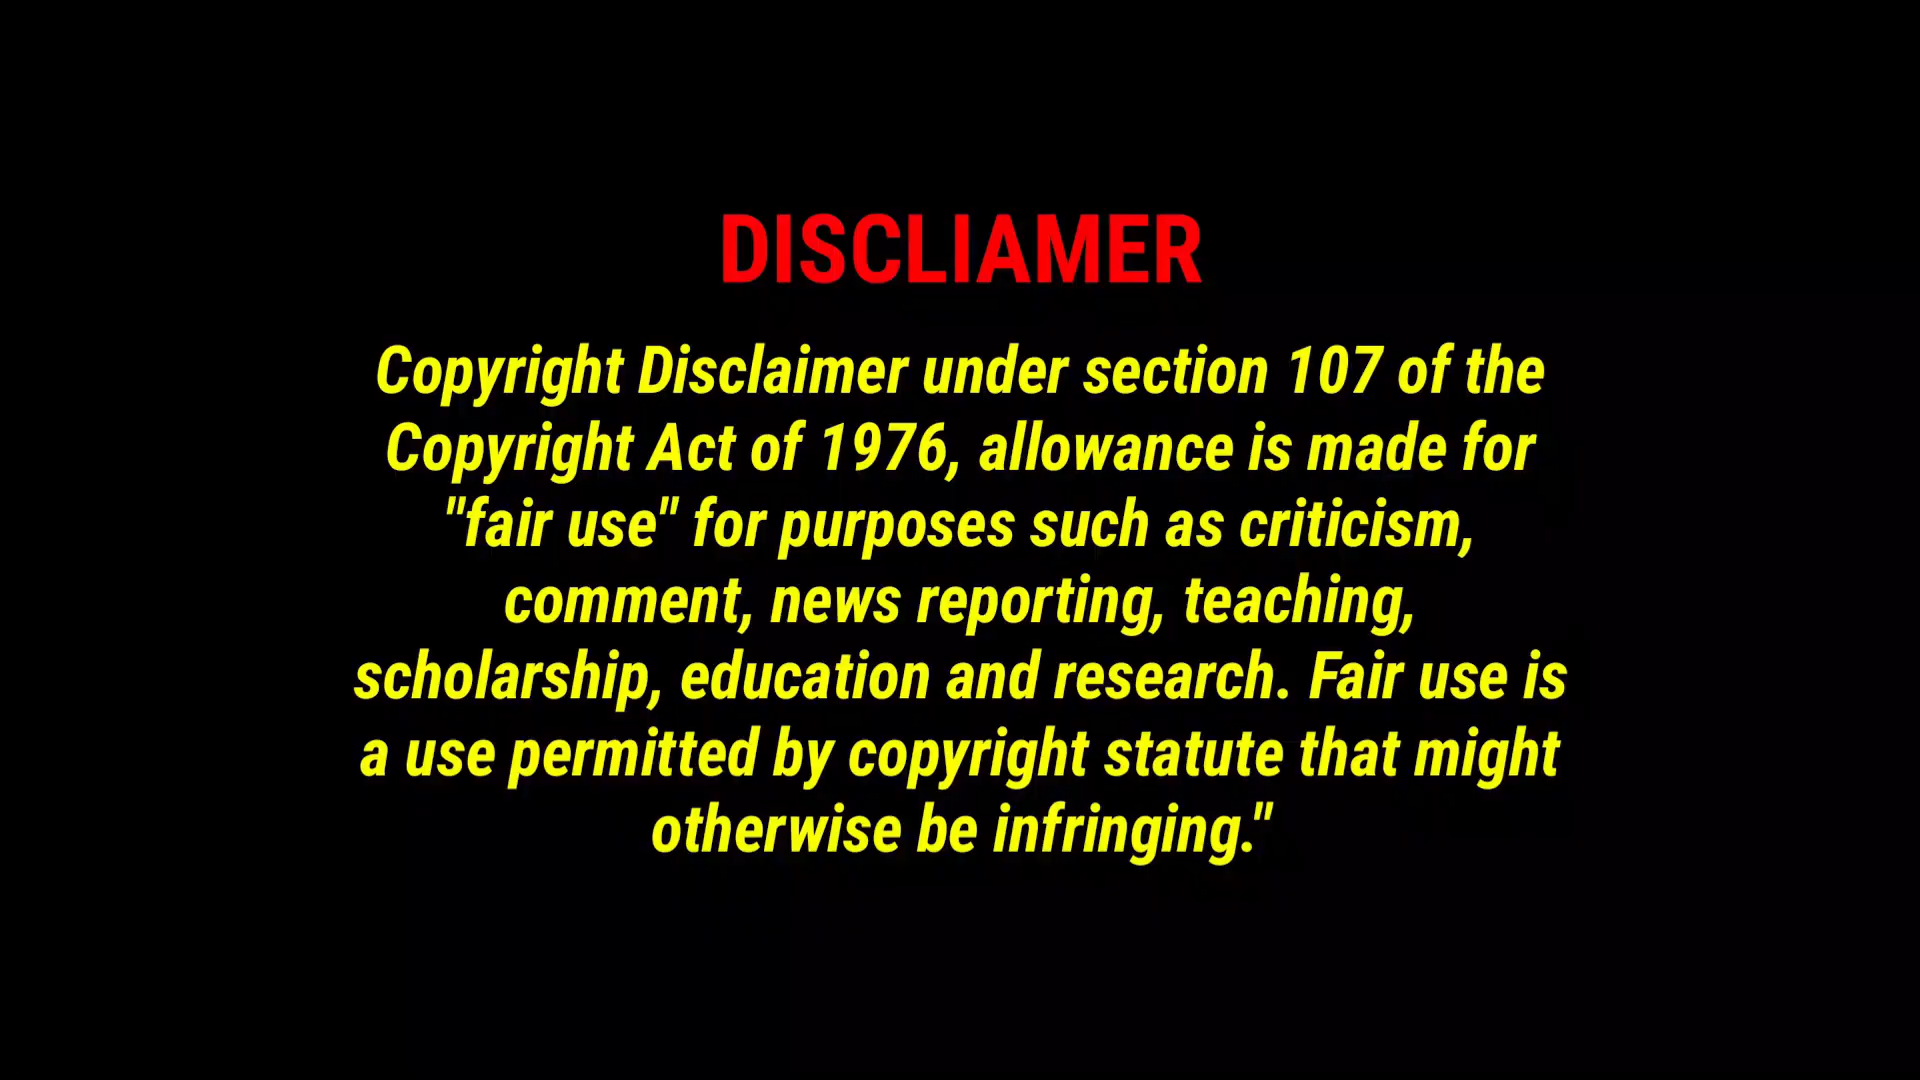 DISCLIAMER
Copyright Disclaimer under section 107 of the
Copyright Act of 1976, allowance is made for
"fair use" for purposes such as criticism,
comment, news reporting, teaching,
scholarship, education and research. Fair use is
a use permitted by copyright statute that might
otherwise be infringing."